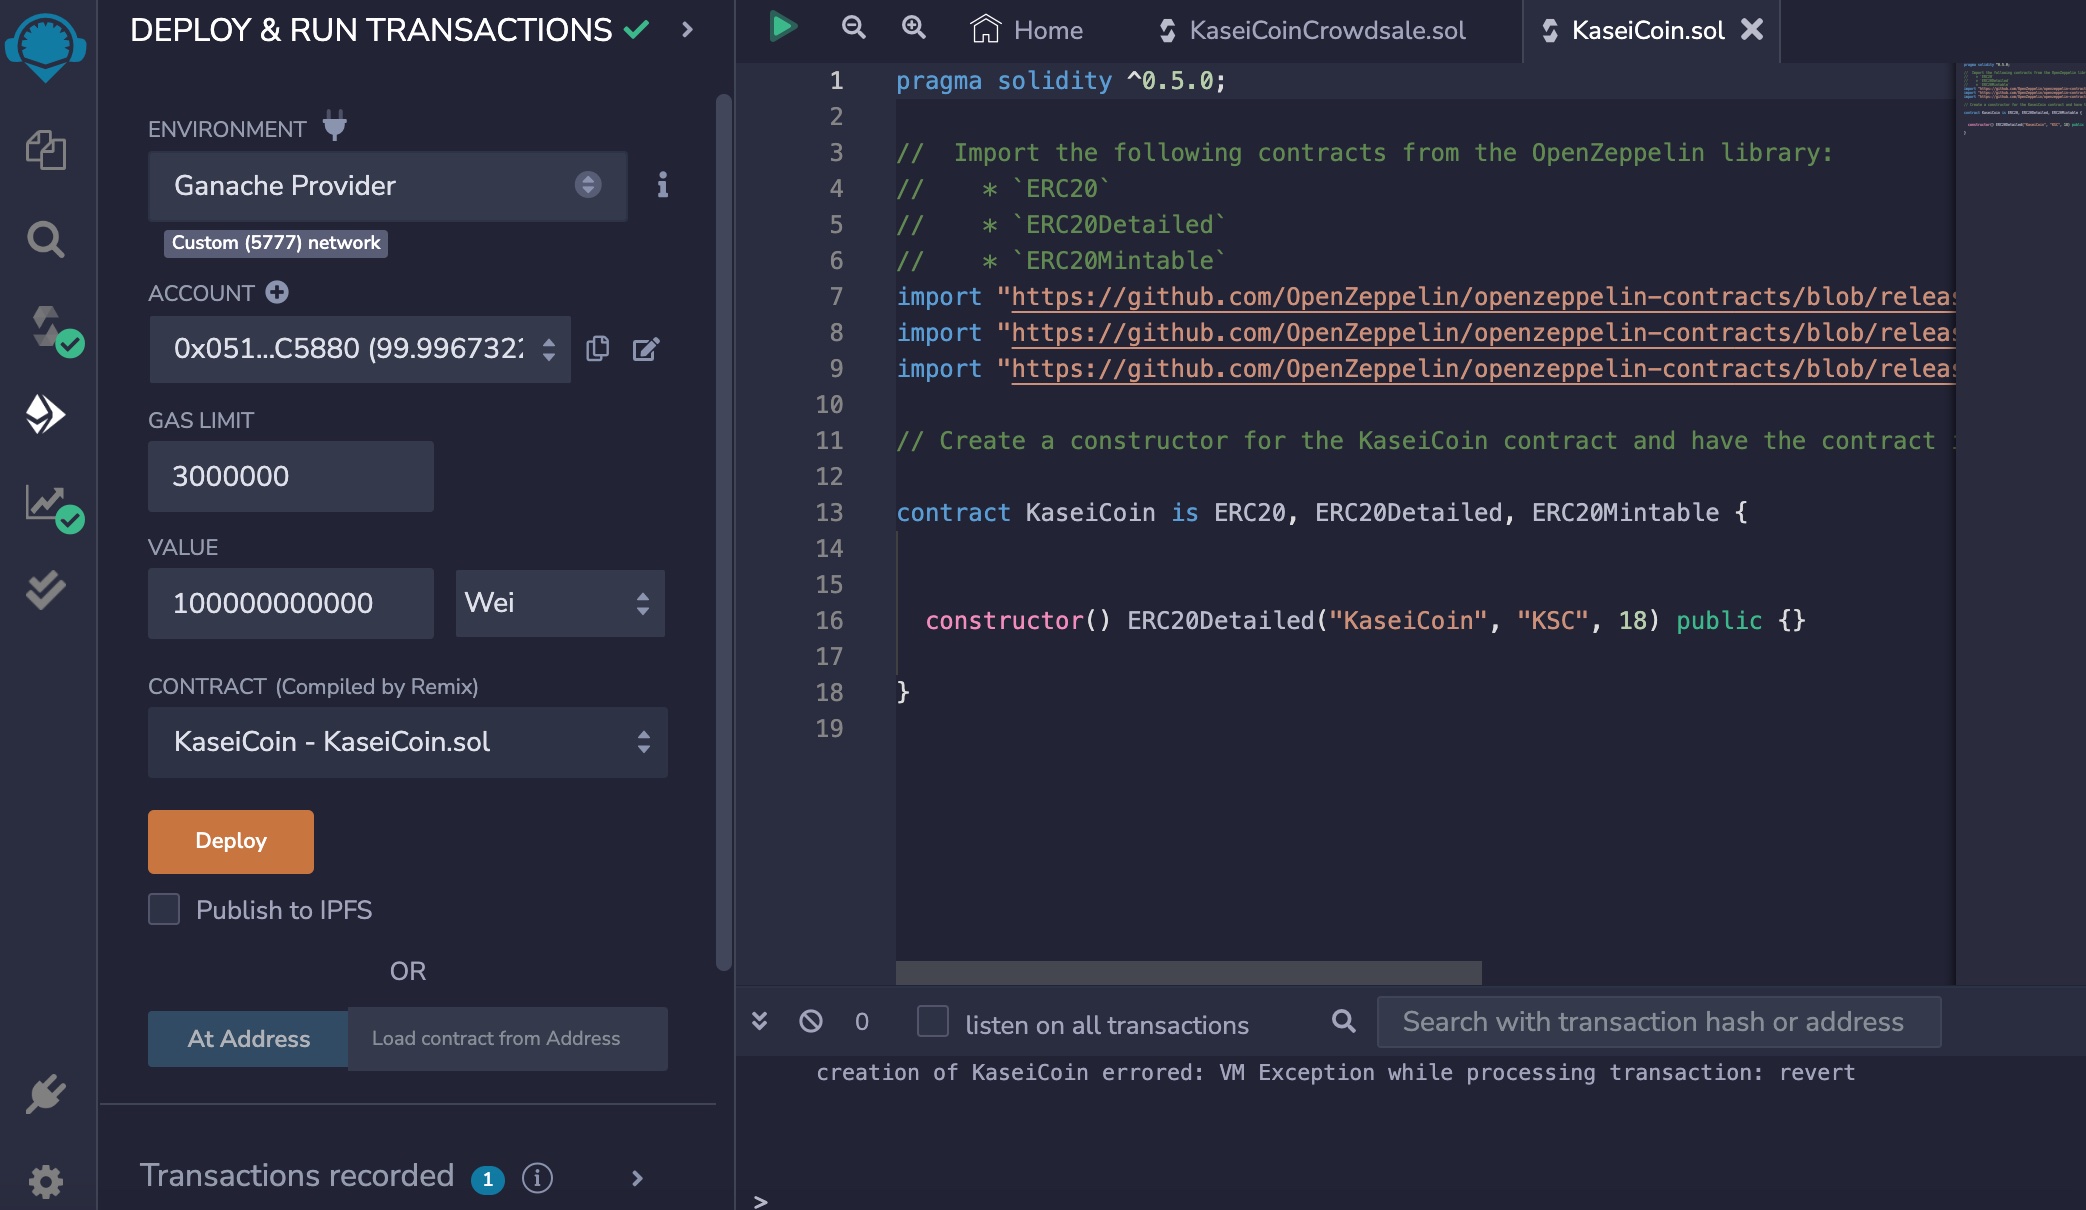 DEPLOY & RUN TRANSACTIONS
ENVIRONMENT
Ganache Provider
Custom (5777) network
ACCOUNT
0x051...C5880 (99.9967322
GAS LIMIT
3000000
VALUE
100000000000
Wei
CONTRACT (Compiled by Remix)
KaseiCoin - KaseiCoin.sol
Deploy
Publish to IPFS
OR
At Address
Load contract from Address
Transactions recorded 1
Home
KaseiCoinCrowdsale.sol
KaseiCoin.sol
1 pragma solidity ^0.5.0;
2
3 //  Import the following contracts from the OpenZeppelin library:
4 //    * `ERC20`
5 //    * `ERC20Detailed`
6 //    * `ERC20Mintable`
7 import "https://github.com/OpenZeppelin/openzeppelin-contracts/blob/releas
8 import "https://github.com/OpenZeppelin/openzeppelin-contracts/blob/releas
9 import "https://github.com/OpenZeppelin/openzeppelin-contracts/blob/releas
10
11 // Create a constructor for the KaseiCoin contract and have the contract
12
13 contract KaseiCoin is ERC20, ERC20Detailed, ERC20Mintable {
14
15
16   constructor() ERC20Detailed("KaseiCoin", "KSC", 18) public {}
17
18 }
19
0
listen on all transactions
Search with transaction hash or address
creation of KaseiCoin errored: VM Exception while processing transaction: revert
>